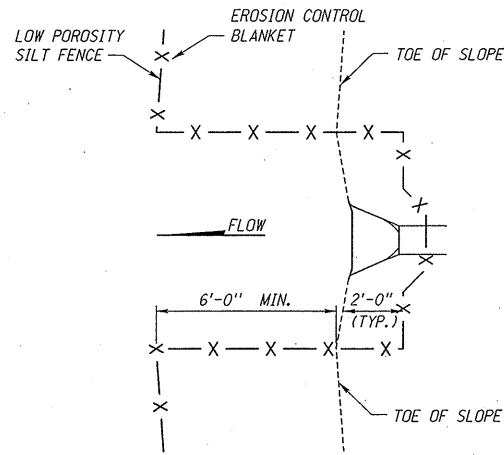 EROSION CONTROL
BLANKET
LOW POROSITY
SILT FENCE
TOE OF SLOPE
FLOW
6'-0" MIN.
2'-0"
(TYP.)
TOE OF SLOPE